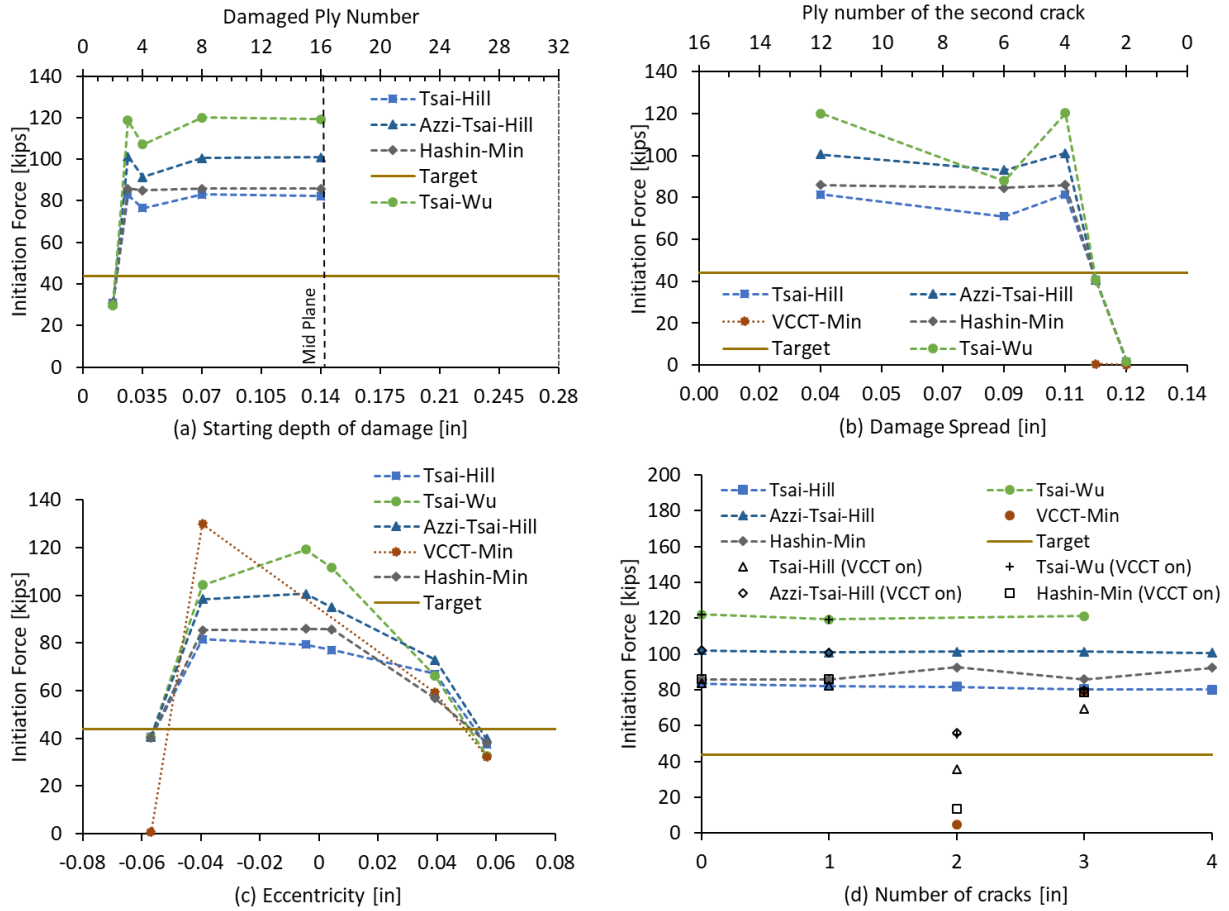 Damaged Ply Number
0 4 8 12 16 20 24 28 32
140
120
100
80
60
40
20
0
Initiation Force [kips]
Tsai-Hill
Azzi-Tsai-Hill
Hashin-Min
Target
Tsai-Wu
Mid Plane
0 0.035 0.07 0.105 0.14 0.175 0.21 0.245 0.28
(a) Starting depth of damage [in]
Ply number of the second crack
16 14 12 10 8 6 4 2 0
140
120
100
80
60
40
20
0
Initiation Force [kips]
Tsai-Hill Azzi-Tsai-Hill
VCCT-Min Hashin-Min
Target Tsai-Wu
0.00 0.04 0.07 0.09 0.11 0.11 0.12 0.14
(b) Damage Spread [in]
Tsai-Hill
Tsai-Wu
Azzi-Tsai-Hill
VCCT-Min
Hashin-Min
Target
140
120
100
80
60
40
20
0
Initiation Force [kips]
-0.08 -0.06 -0.04 -0.02 0 0.02 0.04 0.06 0.08
(c) Eccentricity [in]
200
180
160
140
120
100
80
60
40
20
0
Initiation Force [kips]
Tsai-Hill Tsai-Wu
Azzi-Tsai-Hill VCCT-Min
Hashin-Min Target
Tsai-Hill (VCCT on) Tsai-Wu (VCCT on)
Azzi-Tsai-Hill (VCCT on) Hashin-Min (VCCT on)
0 1 2 3 4
(d) Number of cracks [in]